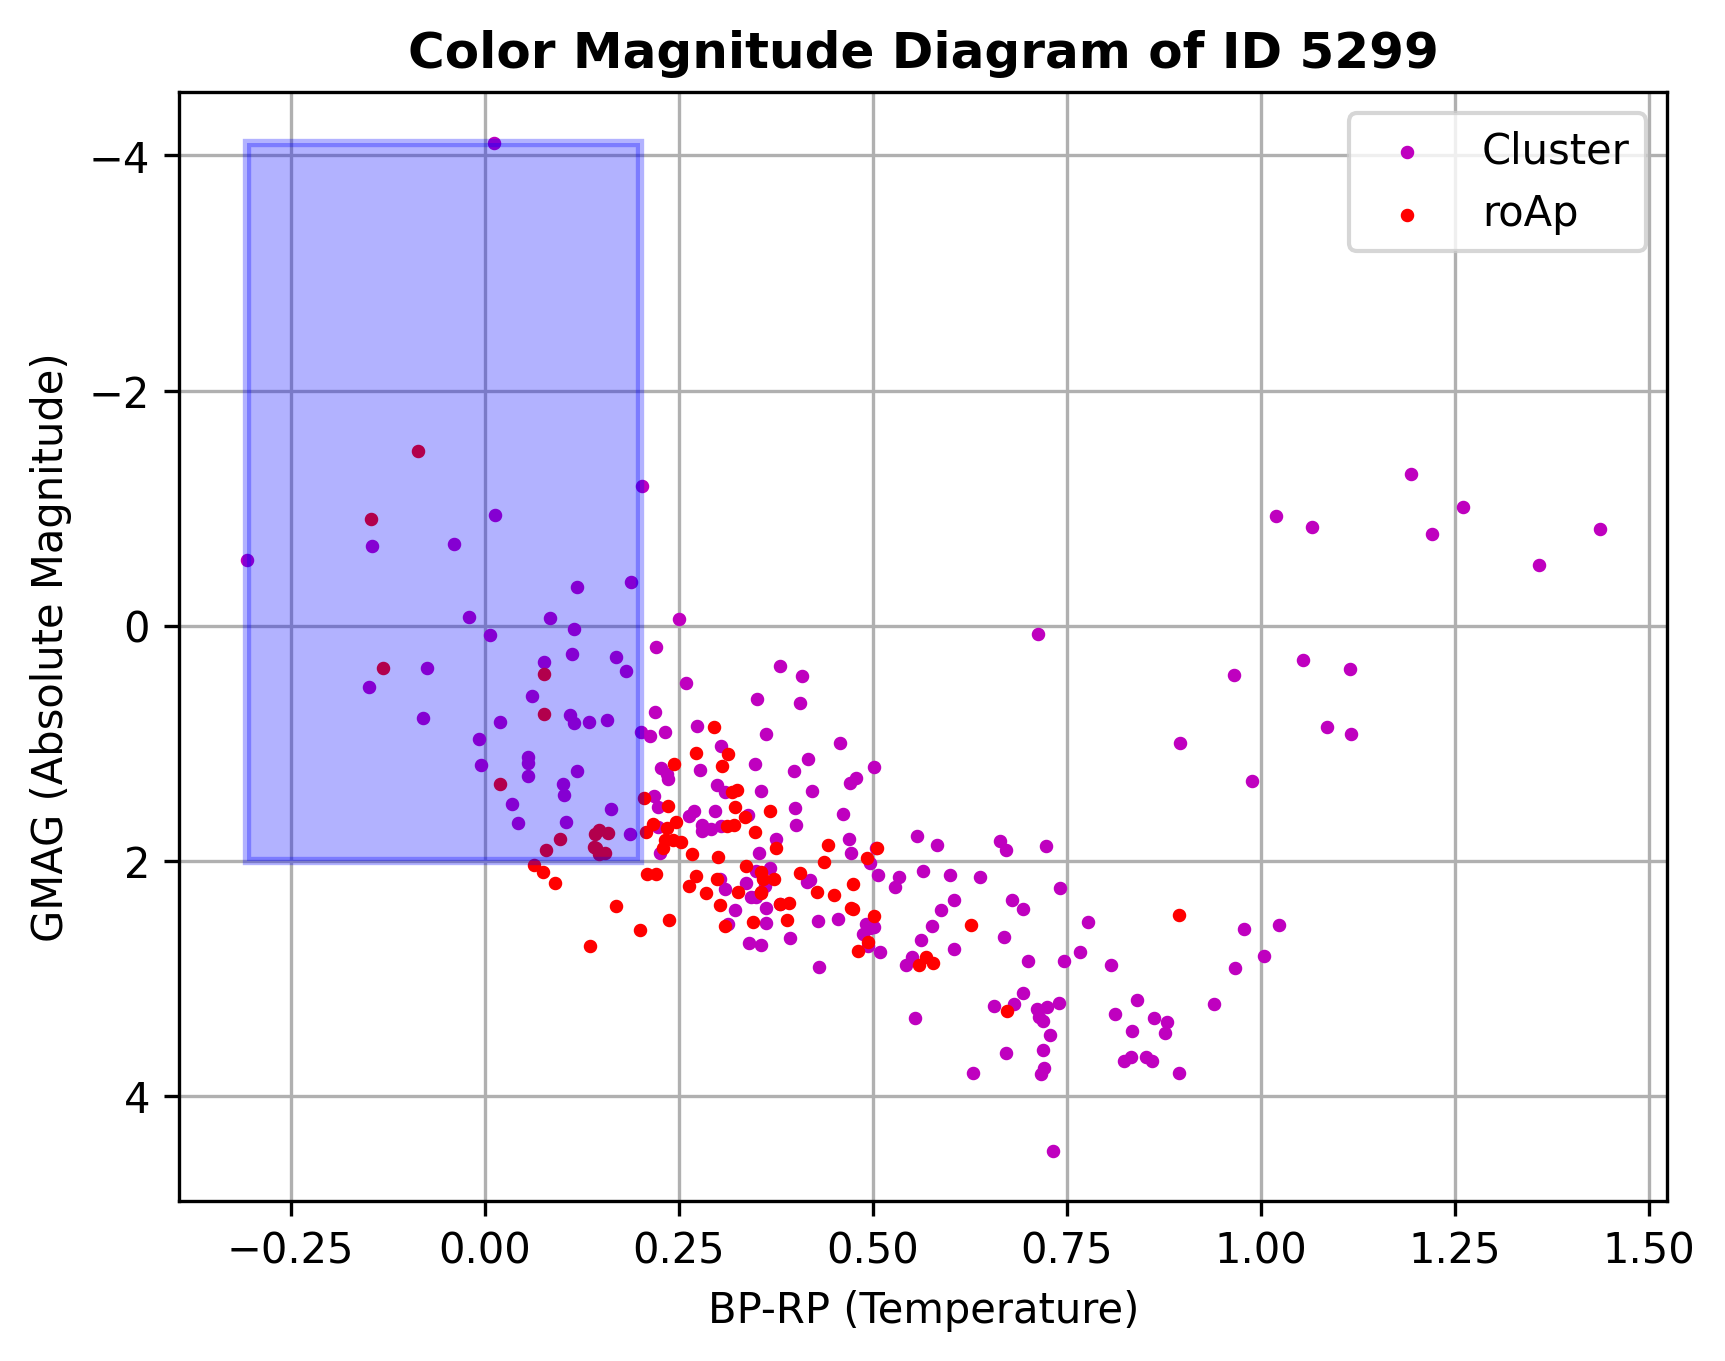 Color Magnitude Diagram of ID 5299
Cluster
roAp
GMAG (Absolute Magnitude)
−4
−2
0
2
4
−0.25 0.00 0.25 0.50 0.75 1.00 1.25 1.50
BP-RP (Temperature)